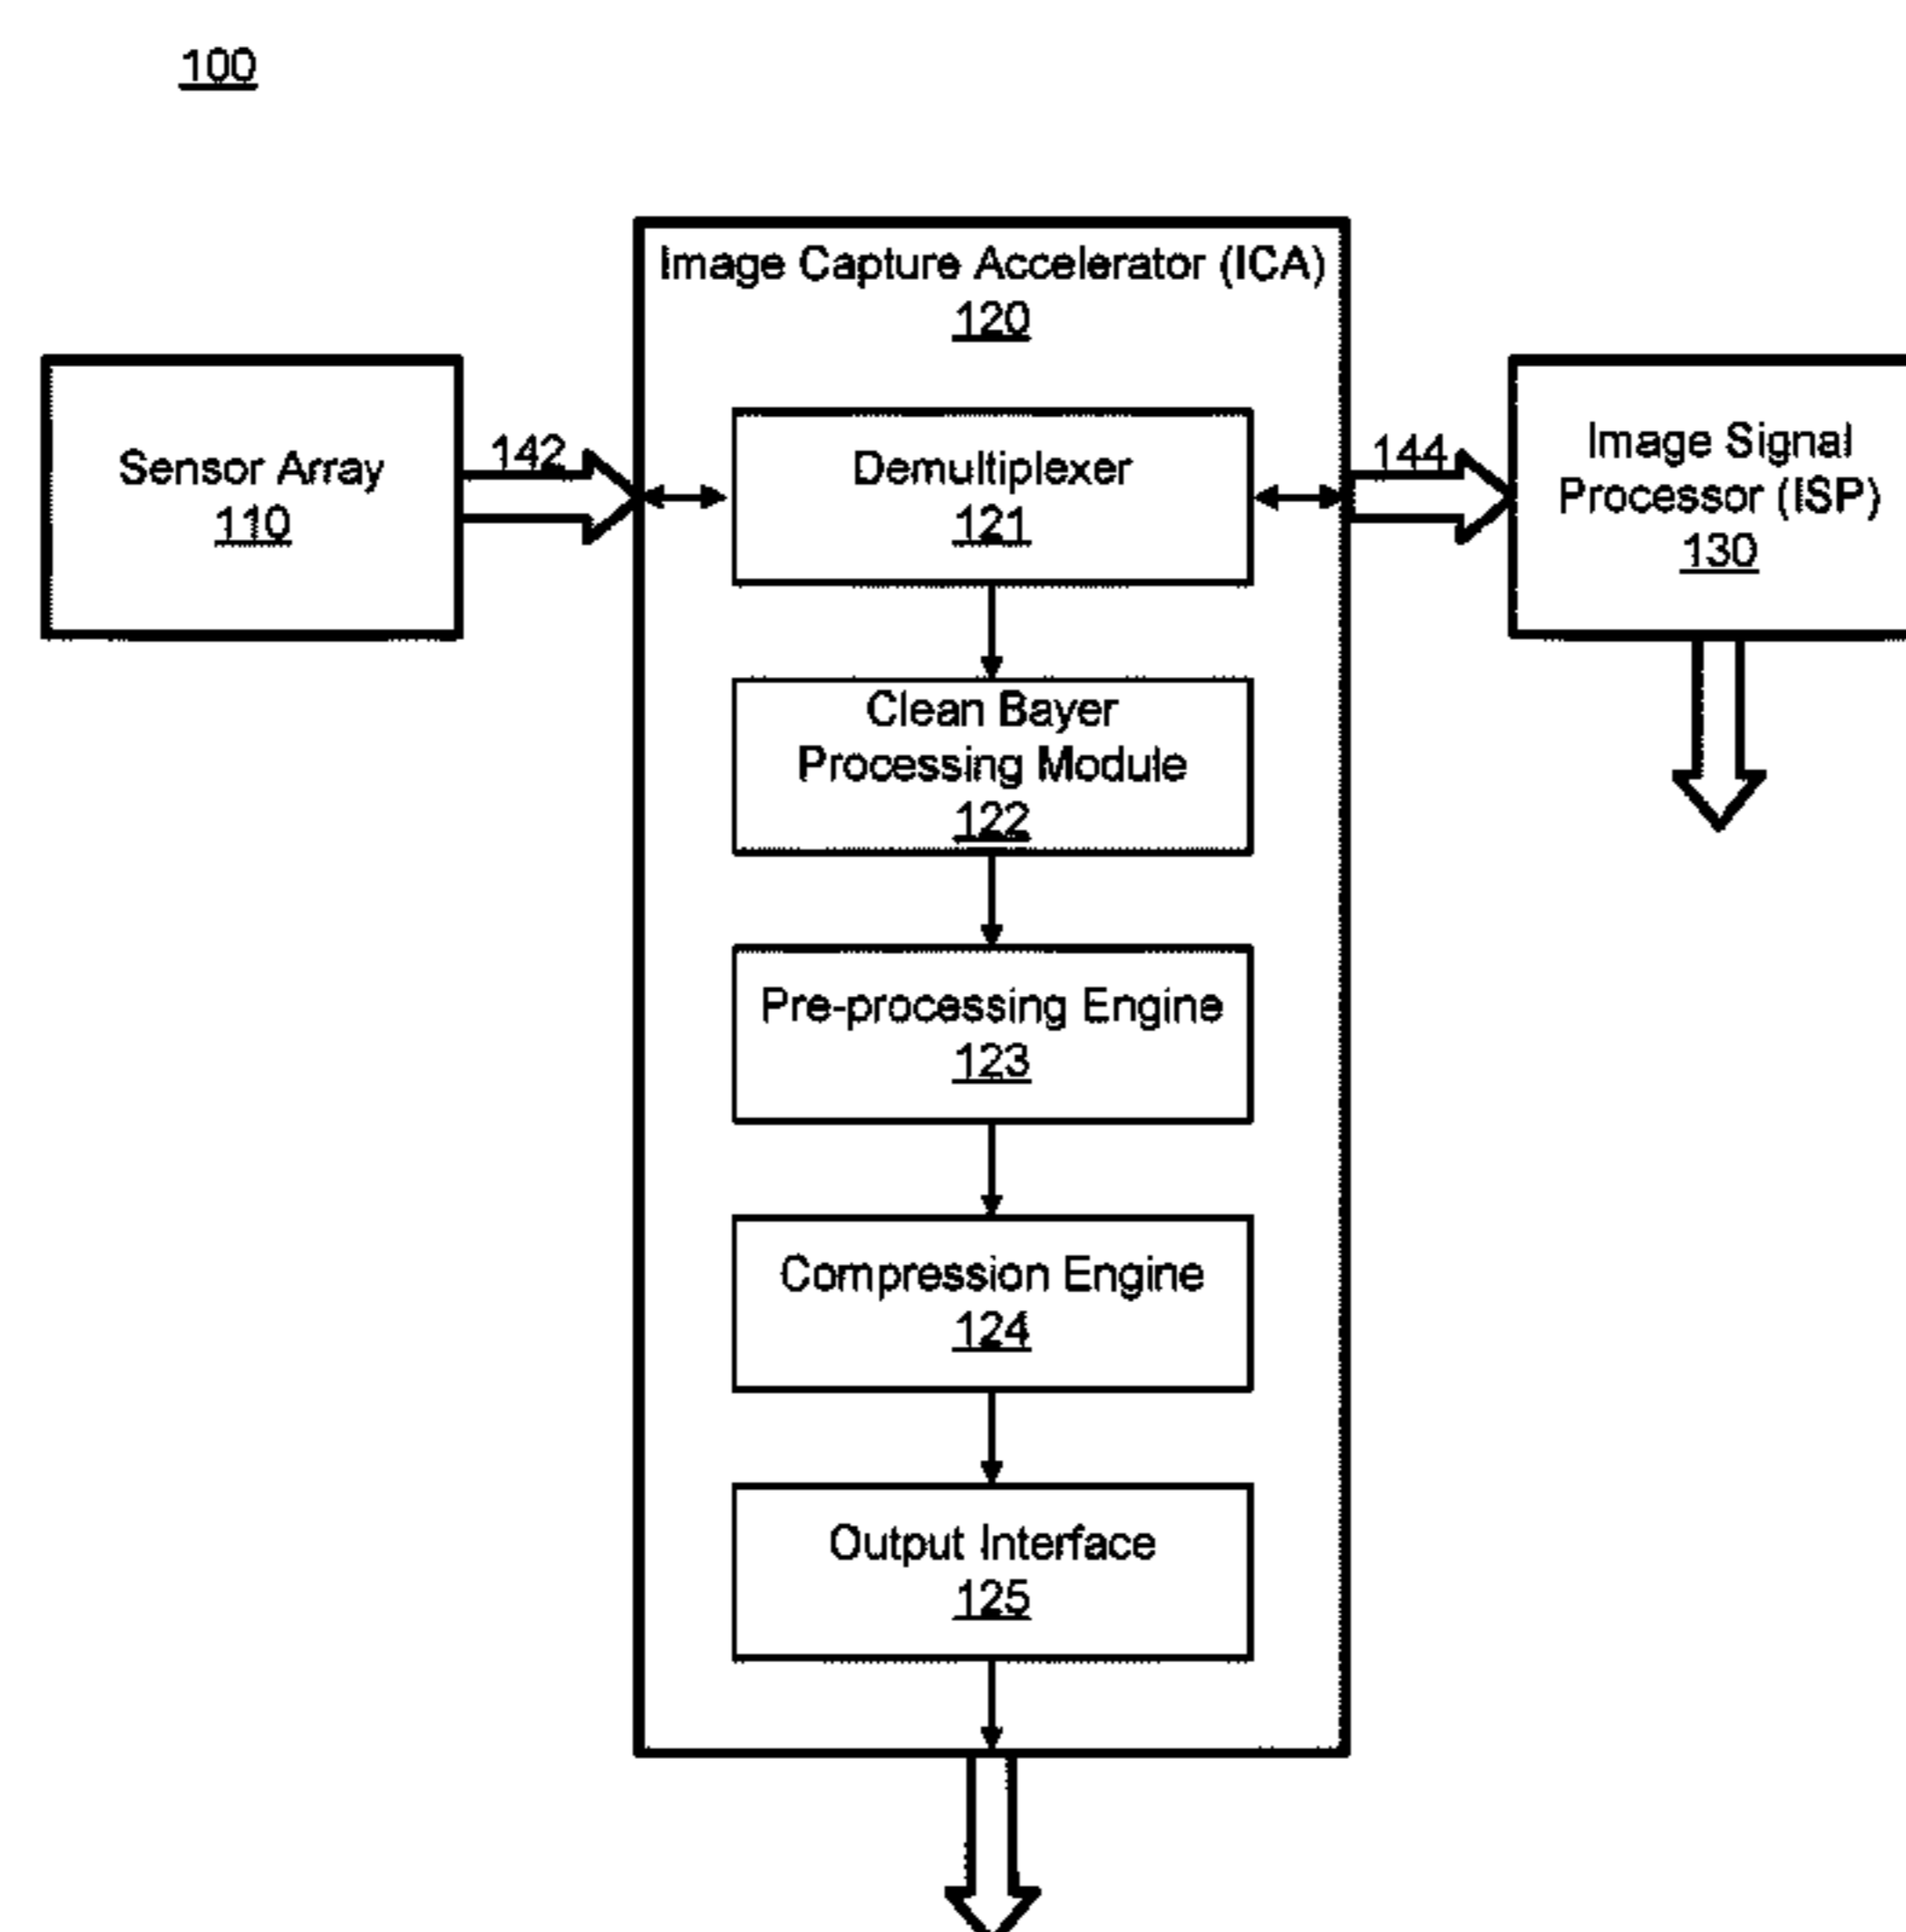 100
Image Capture Accelerator (ICA)
120
Sensor Array
110
142
Demultiplexer
121
144
Image Signal
Processor (ISP)
130
Clean Bayer
Processing Module
122
Pre-processing Engine
123
Compression Engine
124
Output Interface
125